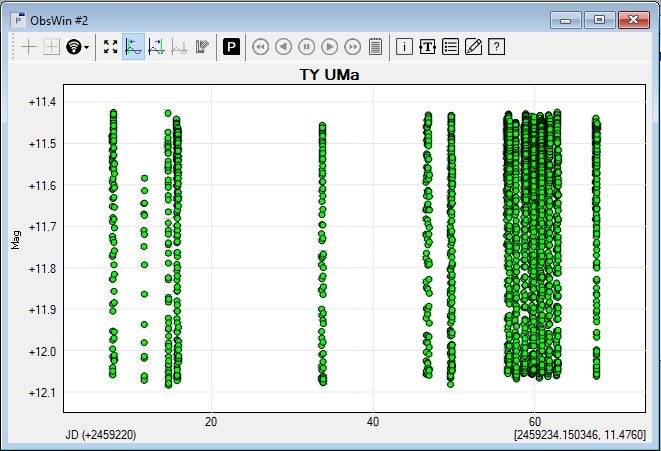 ObsWin #2
P
P
i
T
?
TY UMa
+11.4
+11.5
+11.6
+11.7
+11.8
+11.9
+12.0
+12.1
Mag
20 40 60
JD (+2459220) [2459234.150346, 11.4760]